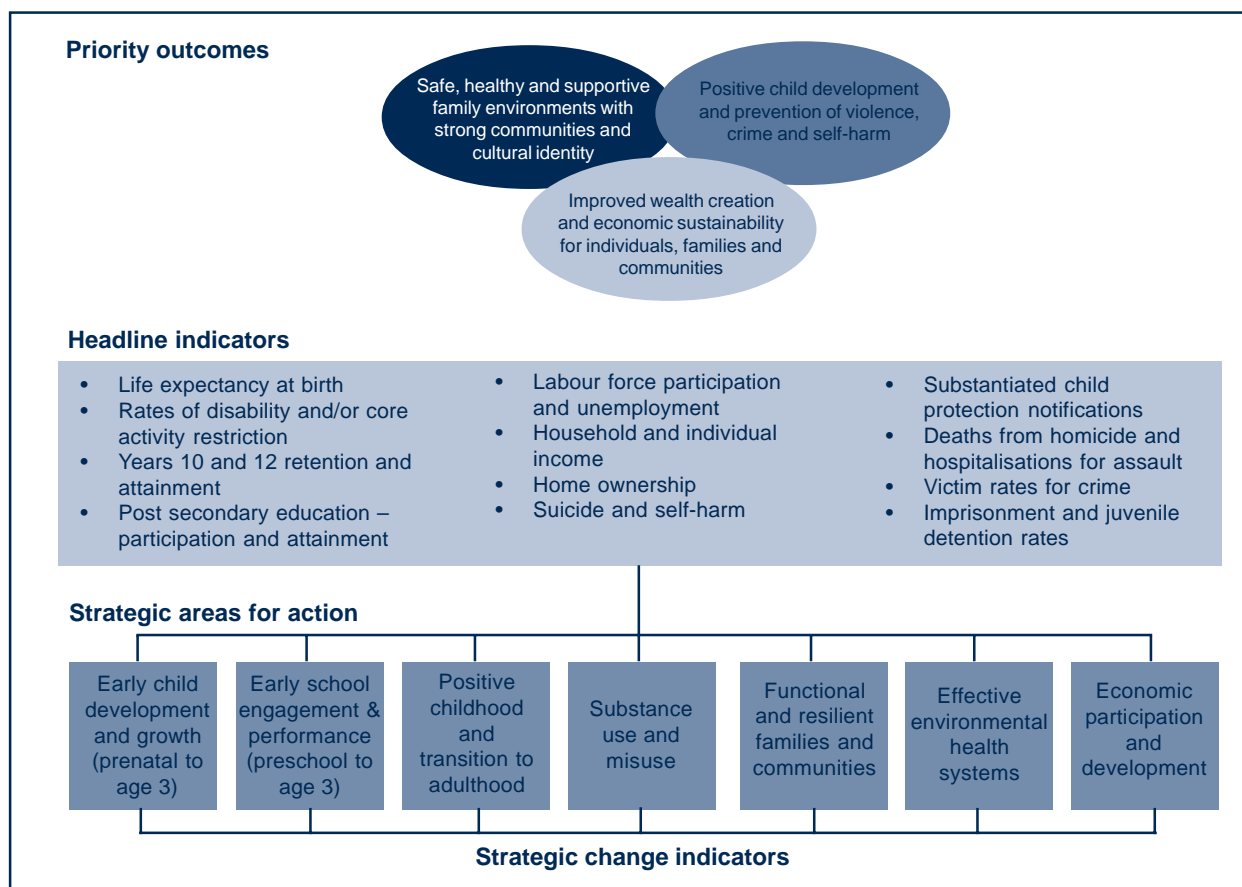 Priority outcomes
Safe, healthy and supportive
family environments with
strong communities and
cultural identity
Positive child development
and prevention of violence,
crime and self-harm
Improved wealth creation
and economic sustainability
for individuals, families and
communities
Headline indicators
• Life expectancy at birth
• Rates of disability and/or core
activity restriction
• Years 10 and 12 retention and
attainment
• Post secondary education –
participation and attainment
• Labour force participation
and unemployment
• Household and individual
income
• Home ownership
• Suicide and self-harm
• Substantiated child
protection notifications
• Deaths from homicide and
hospitalisations for assault
• Victim rates for crime
• Imprisonment and juvenile
detention rates
Strategic areas for action
Early child
development
and growth
(prenatal to
age 3)
Early school
engagement &
performance
(preschool to
age 3)
Positive
childhood
and
transition to
adulthood
Substance
use and
misuse
Functional
and resilient
families and
communities
Effective
environmental
health
systems
Economic
participation
and
development
Strategic change indicators